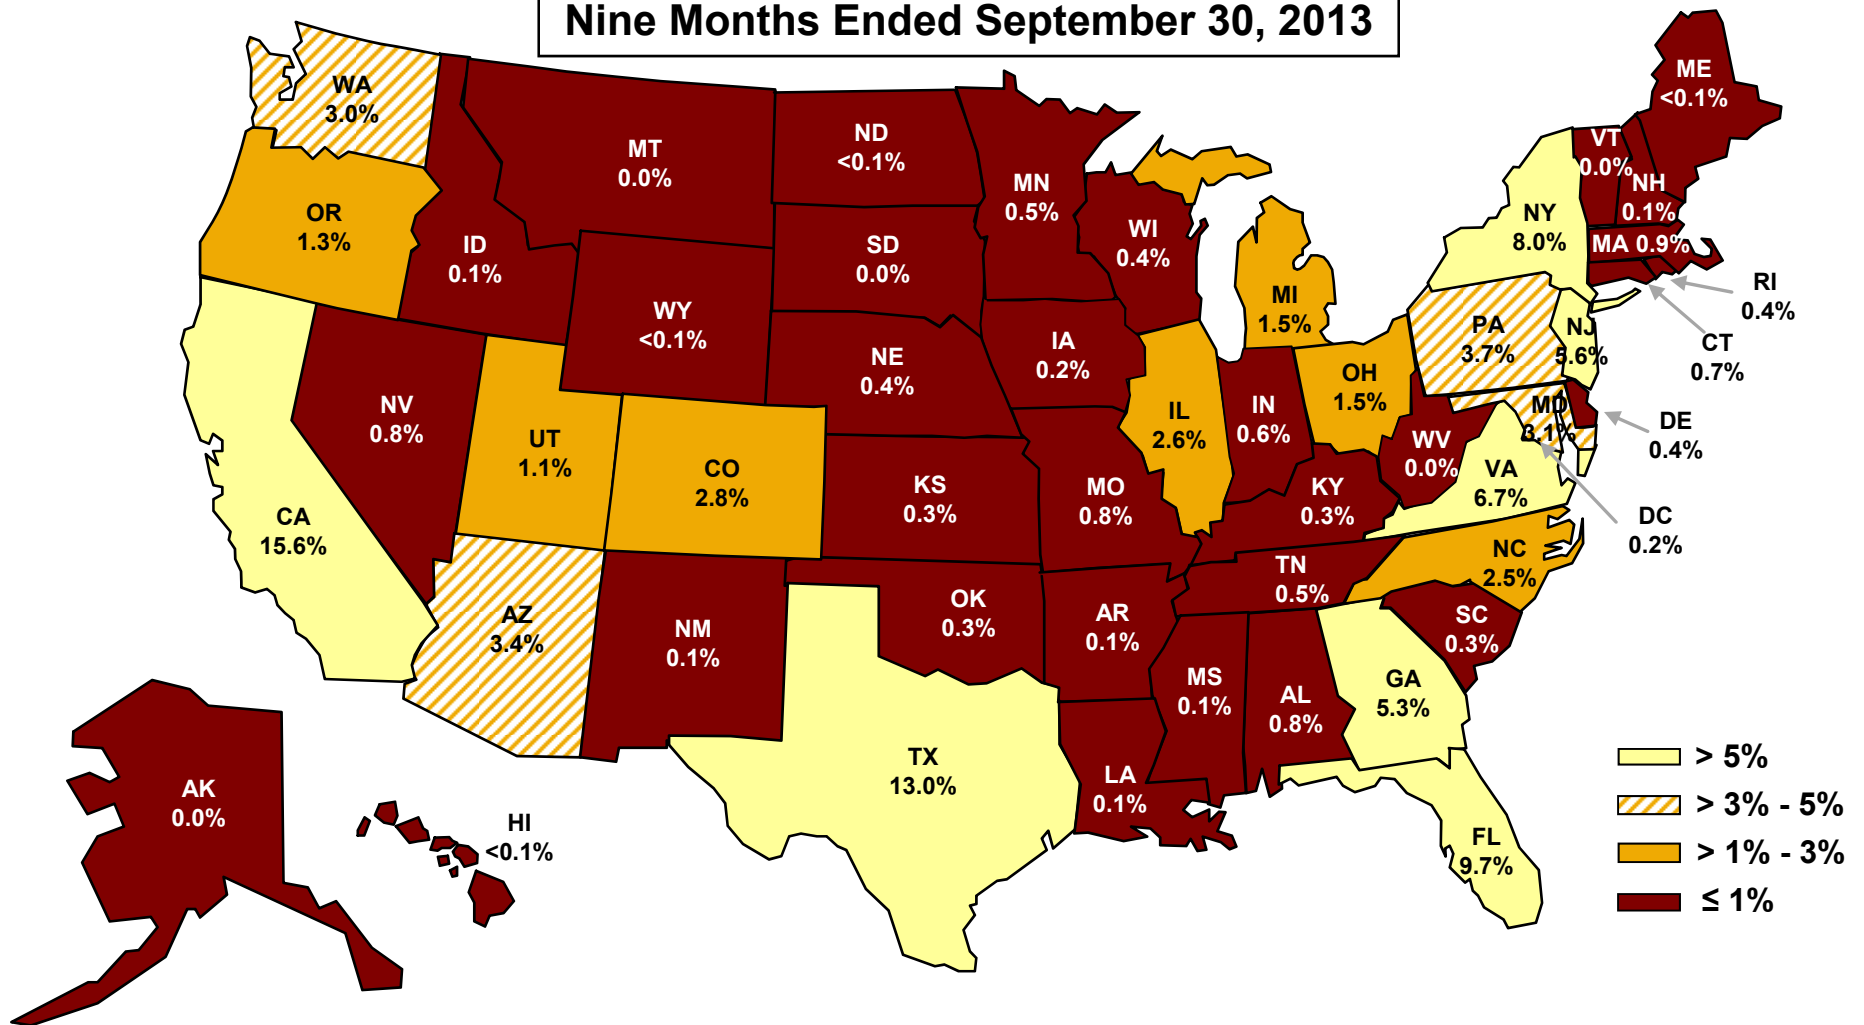 Nine Months Ended September 30, 2013
WA
3.0%
OR
1.3%
CA
15.6%
ID
0.1%
NV
0.8%
MT
0.0%
WY
<0.1%
UT
1.1%
CO
2.8%
AZ
3.4%
NM
0.1%
ND
<0.1%
SD
0.0%
NE
0.4%
KS
0.3%
OK
0.3%
TX
13.0%
MN
0.5%
IA
0.2%
MO
0.8%
AR
0.1%
LA
0.1%
WI
0.4%
IL
2.6%
MI
1.5%
IN
0.6%
OH
1.5%
KY
0.3%
TN
0.5%
MS
0.1%
AL
0.8%
GA
5.3%
FL
9.7%
SC
0.3%
NC
2.5%
VA
6.7%
WV
0.0%
PA
3.7%
NY
8.0%
NJ
5.6%
MD
3.1%
VT
0.0%
NH
0.1%
ME
<0.1%
MA 0.9%
RI
0.4%
CT
0.7%
DE
0.4%
DC
0.2%
AK
0.0%
HI
<0.1%
> 5%
> 3% - 5%
> 1% - 3%
≤ 1%